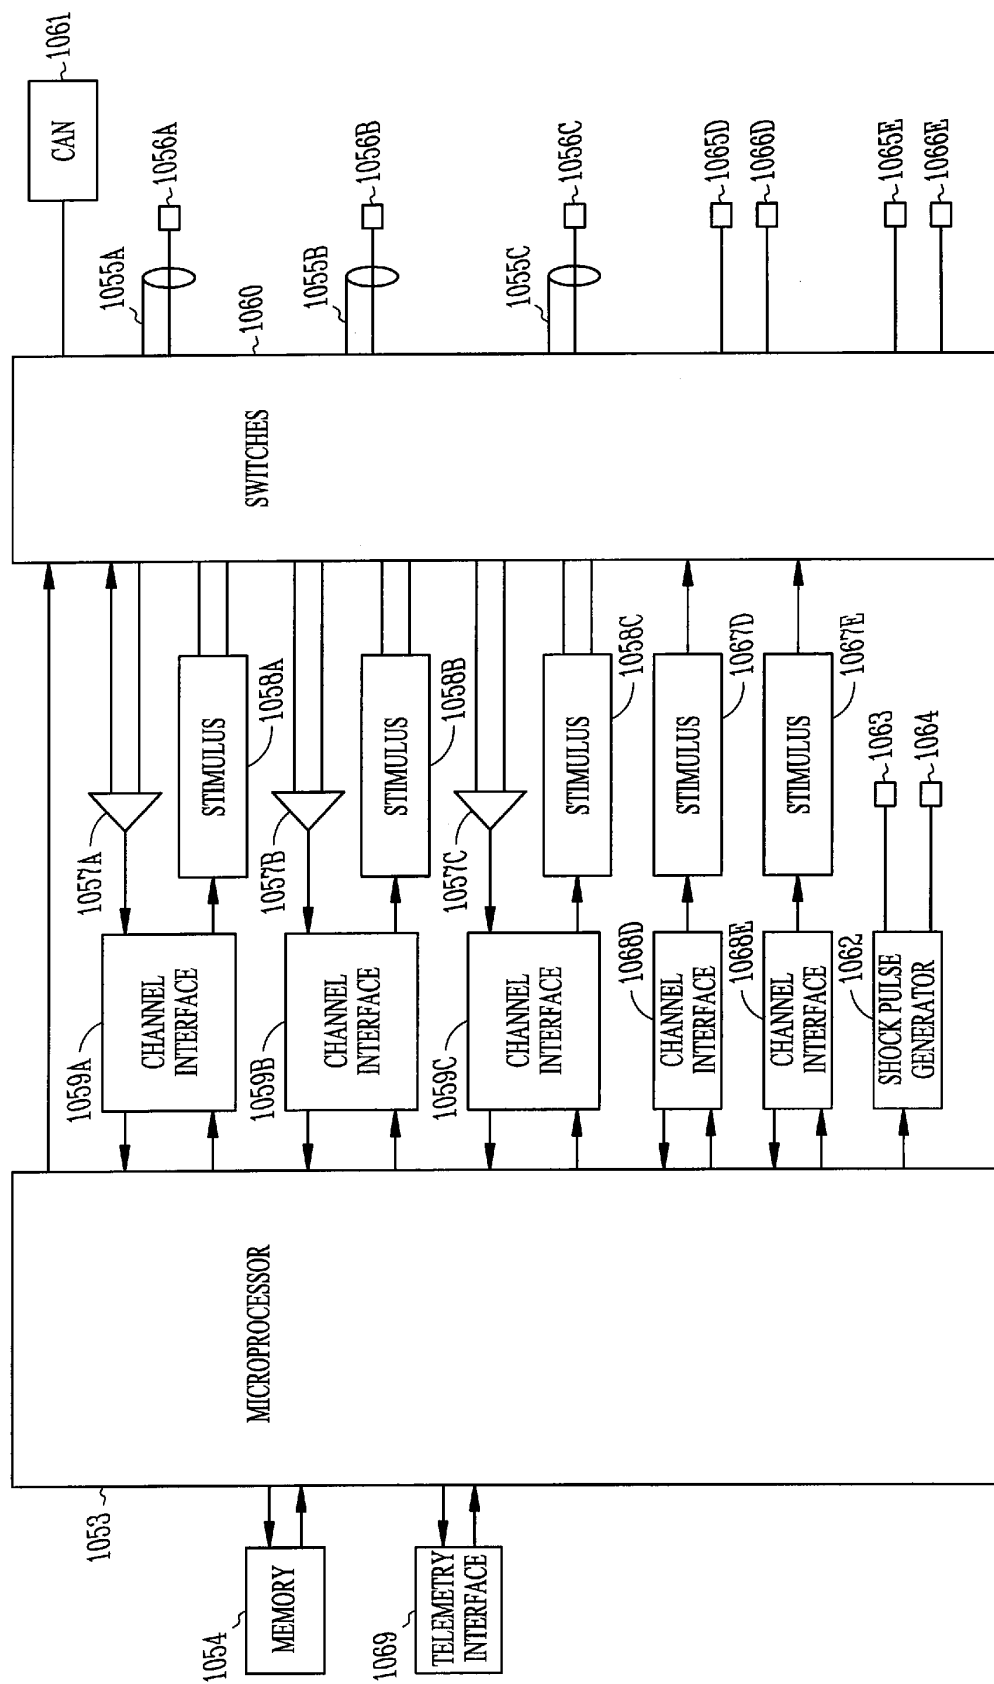 CAN
1061
1055A
1056A
1060
1055B
1056B
1055C
1056C
1065D
1066D
1065E
1066E
SWITCHES
1057A
STIMULUS
1058A
1057B
STIMULUS
1058B
1057C
STIMULUS
1058C
STIMULUS
1067D
STIMULUS
1067E
1063
1064
1059A
CHANNEL
INTERFACE
1059B
CHANNEL
INTERFACE
1059C
CHANNEL
INTERFACE
1068D
CHANNEL
INTERFACE
1068E
CHANNEL
INTERFACE
1062
SHOCK PULSE
GENERATOR
MICROPROCESSOR
1053
1054
MEMORY
1069
TELEMETRY
INTERFACE